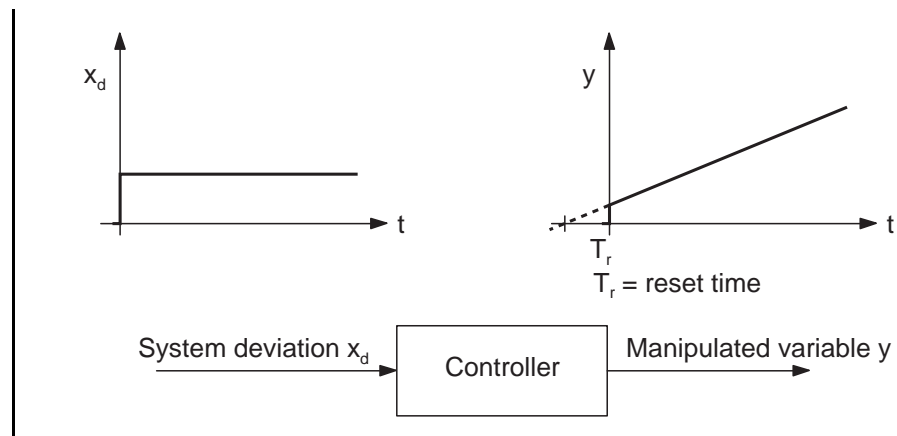 x_d
t
y
t
T_r
T_r = reset time
System deviation x_d
Controller
Manipulated variable y